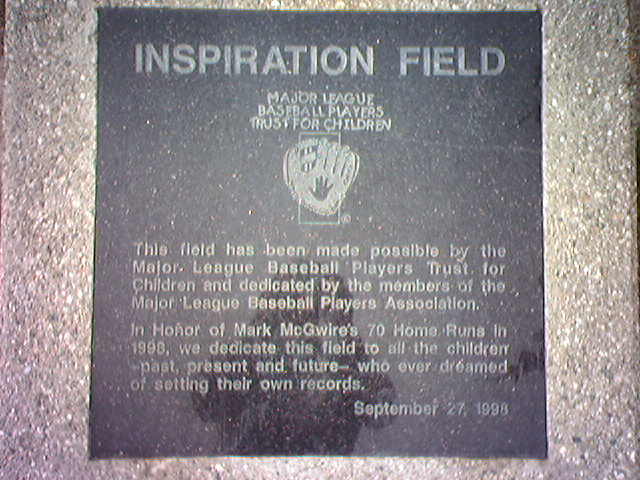 INSPIRATION FIELD
MAJOR LEAGUE
BASEBALL PLAYERS
TRUST FOR CHILDREN
®
This field has been made possible by the
Major League Baseball Players Trust for
Children and dedicated by the members of the
Major League Baseball Players Association.
In Honor of Mark McGwire's 70 Home Runs in
1998, we dedicate this field to all the children
-past, present and future- who ever dreamed
of setting their own records.
September 27, 1998